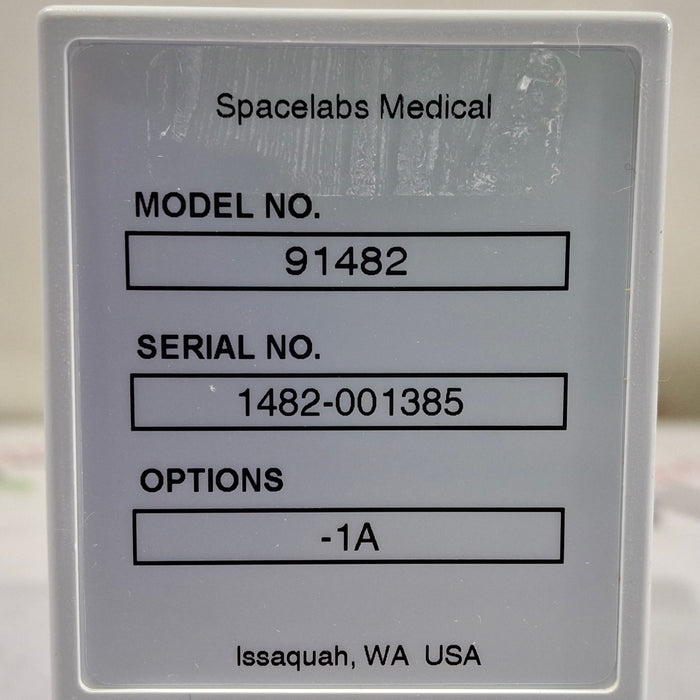 Spacelabs Medical
MODEL NO.
91482
SERIAL NO.
1482-001385
OPTIONS
-1A
Issaquah, WA USA